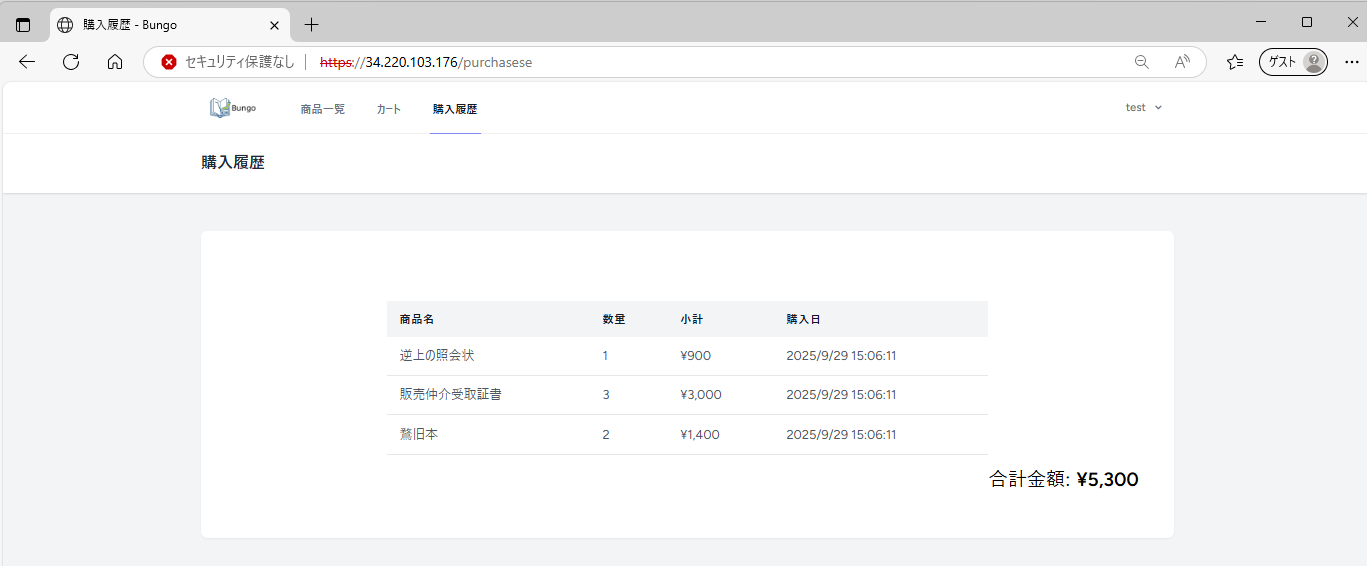 購入履歴 - Bungo
セキュリティ保護なし https://34.220.103.176/purchasese ゲスト
Bungo 商品一覧 カート 購入履歴 test
購入履歴
商品名 数量 小計 購入日
逆上の照会状 1 ¥900 2025/9/29 15:06:11
販売仲介受取証書 3 ¥3,000 2025/9/29 15:06:11
鵞旧本 2 ¥1,400 2025/9/29 15:06:11
合計金額: ¥5,300